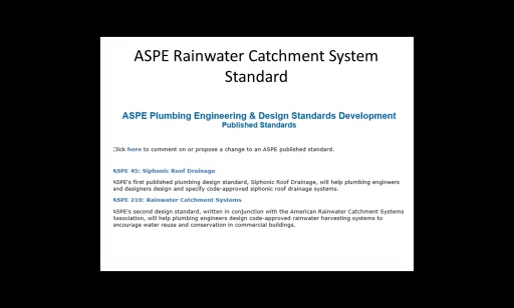 ASPE Rainwater Catchment System
Standard
ASPE Plumbing Engineering & Design Standards Development
Published Standards
Click here to comment on or propose a change to an ASPE published standard.
ASPE 45: Siphonic Roof Drainage
ASPE's first published plumbing design standard, Siphonic Roof Drainage, will help plumbing engineers
and designers design and specify code-approved siphonic roof drainage systems.
ASPE 210: Rainwater Catchment Systems
ASPE's second design standard, written in conjunction with the American Rainwater Catchment Systems
Association, will help plumbing engineers design code-approved rainwater harvesting systems to
encourage water reuse and conservation in commercial buildings.